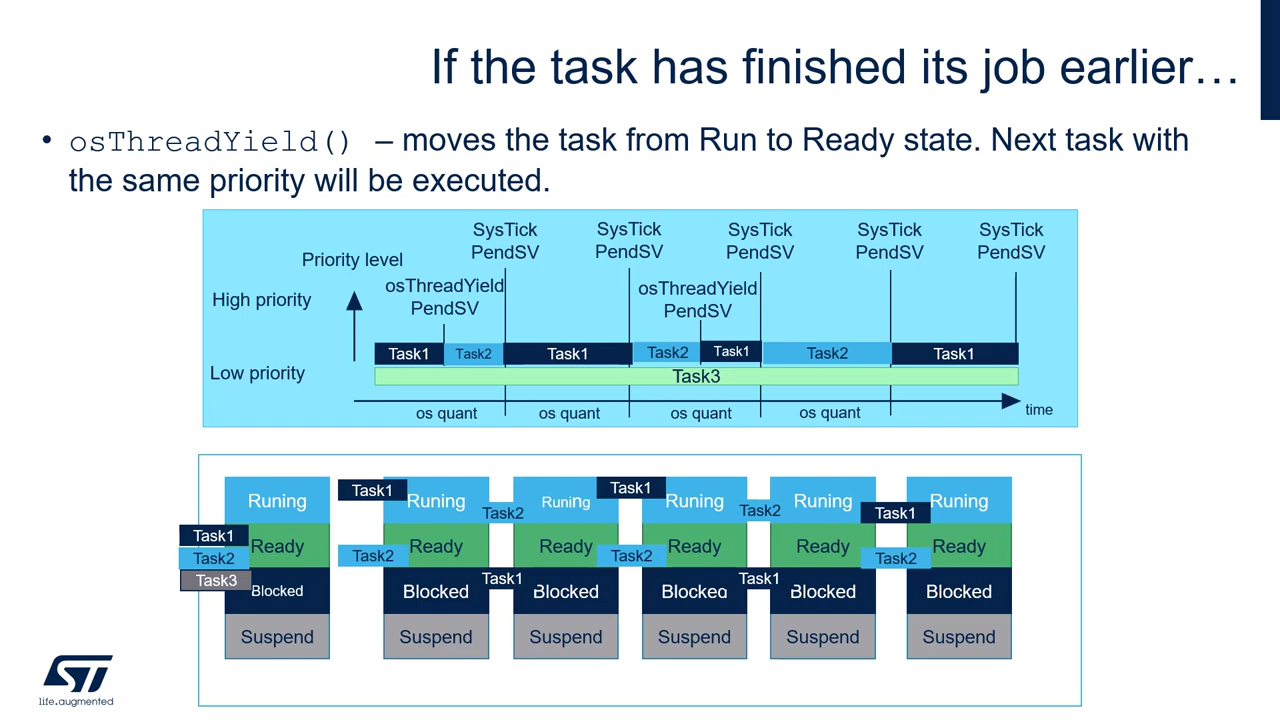 If the task has finished its job earlier…
• osThreadYield() – moves the task from Run to Ready state. Next task with
the same priority will be executed.
SysTick SysTick SysTick SysTick SysTick
PendSV PendSV PendSV PendSV PendSV
Priority level
osThreadYield osThreadYield
High priority
PendSV PendSV
Task1 Task2 Task1 Task2 Task1 Task2 Task1
Low priority
Task3
os quant os quant os quant os quant time
Task1 Task1
Runing Runing Runing Runing Runing Runing
Task2 Task2 Task1
Task1
Ready Ready Ready Ready Ready Ready
Task2 Task2 Task2 Task2
Task3 Task1 Task1
Blocked Blocked Blocked Blocked Blocked Blocked
Suspend Suspend Suspend Suspend Suspend Suspend
ST
life.augmented